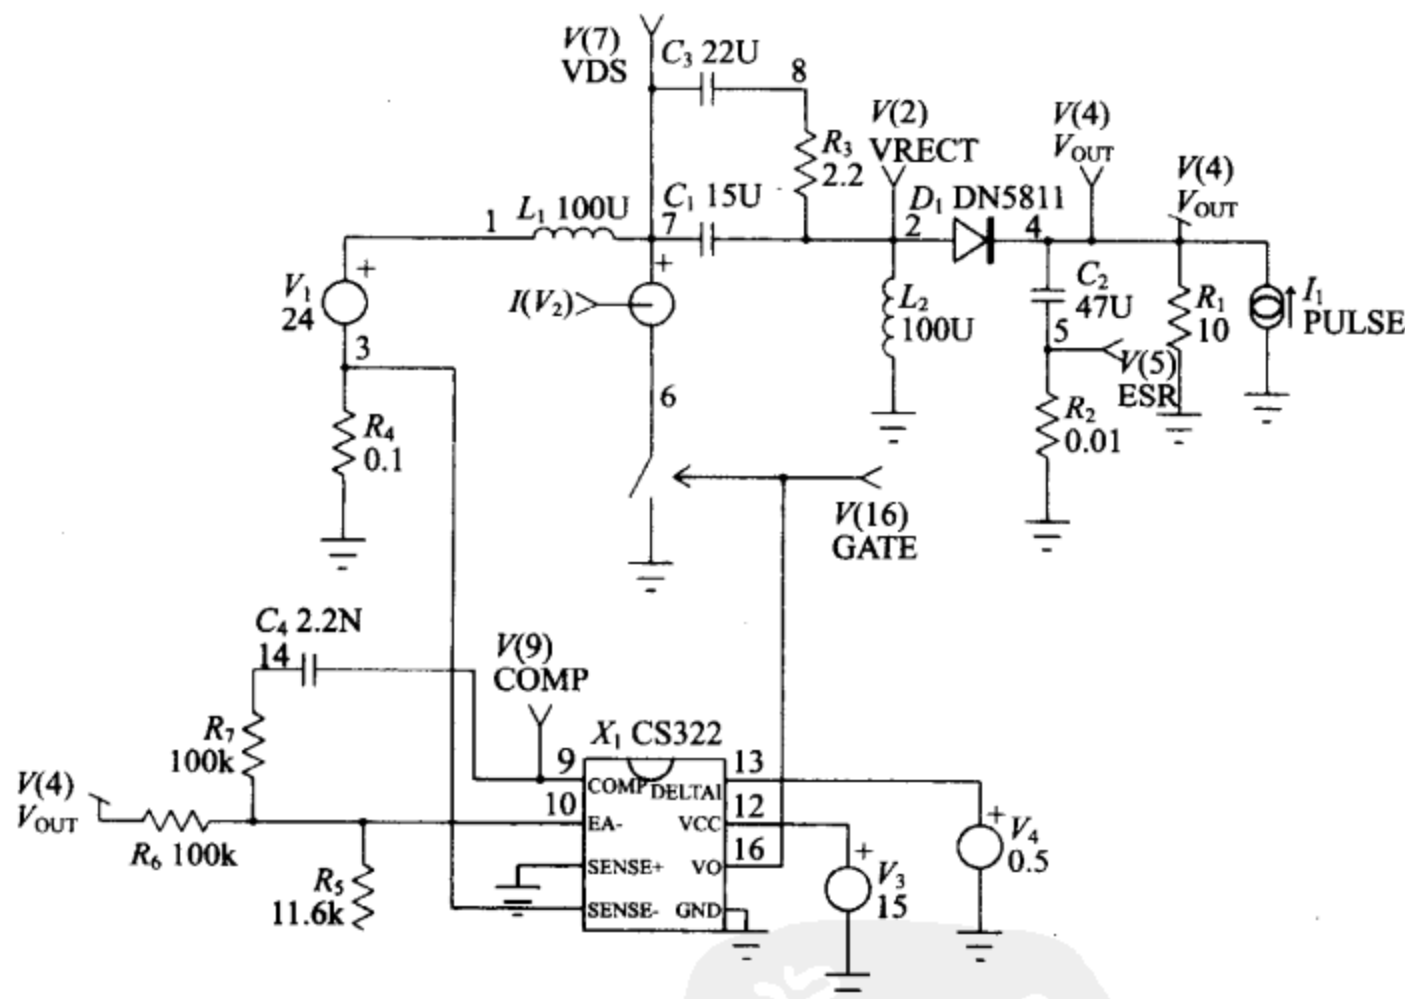 V(7)
VDS
C₃ 22U
8
R₃
2.2
V(2)
VRECT
V(4)
VOUT
V(4)
VOUT
1
L₁ 100U
C₁ 15U
7
D₁ DN5811
2
4
V₁
24
+
I(V₂)
+
L₂
100U
C₂
47U
R₁
10
I₁
PULSE
3
5
V(5)
ESR
6
R₄
0.1
R₂
0.01
V(16)
GATE
C₄ 2.2N
14
V(9)
COMP
R₇
100k
X₁ CS322
9
13
COMP
DELTAI
V(4)
VOUT
10
12
EA-
VCC
R₆ 100k
16
SENSE+
VO
R₅
11.6k
SENSE-
GND
+
V₃
15
+
V₄
0.5